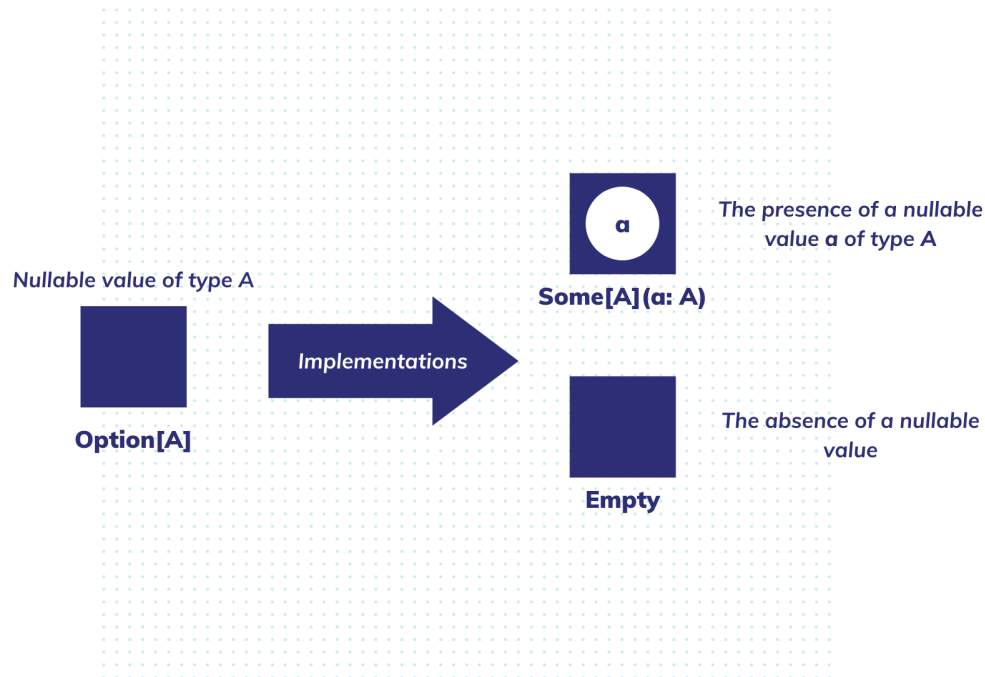 Nullable value of type A
Option[A]
Implementations
a
Some[A](a: A)
The presence of a nullable
value a of type A
Empty
The absence of a nullable
value